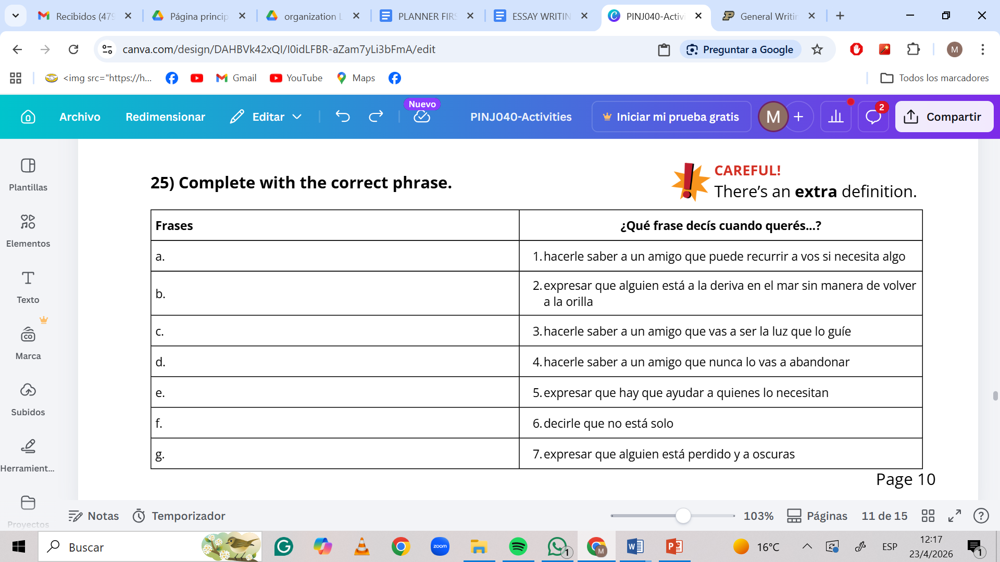 Recibidos (479
Página princip
organization L
PLANNER FIRS
ESSAY WRITIN
PINJ040-Activi
General Writin
canva.com/design/DAHBVk42xQI/I0idLFBR-aZam7yLi3bFmA/edit
Preguntar a Google
M
<img src="https://h...
Gmail
YouTube
Maps
Todos los marcadores
Archivo
Redimensionar
Editar
Nuevo
PINJ040-Activities
Iniciar mi prueba gratis
M
2
Compartir
Plantillas
Elementos
Texto
Marca
Subidos
Herramient...
Proyectos
25) Complete with the correct phrase.
CAREFUL!
There's an extra definition.
Frases
¿Qué frase decís cuando querés...?
a.
1. hacerle saber a un amigo que puede recurrir a vos si necesita algo
b.
2. expresar que alguien está a la deriva en el mar sin manera de volver
a la orilla
c.
3. hacerle saber a un amigo que vas a ser la luz que lo guíe
d.
4. hacerle saber a un amigo que nunca lo vas a abandonar
e.
5. expresar que hay que ayudar a quienes lo necesitan
f.
6. decirle que no está solo
g.
7. expresar que alguien está perdido y a oscuras
Page 10
Notas
Temporizador
103%
Páginas
11 de 15
Buscar
zoom
1
M
16°C
ESP
12:17
23/4/2026
1